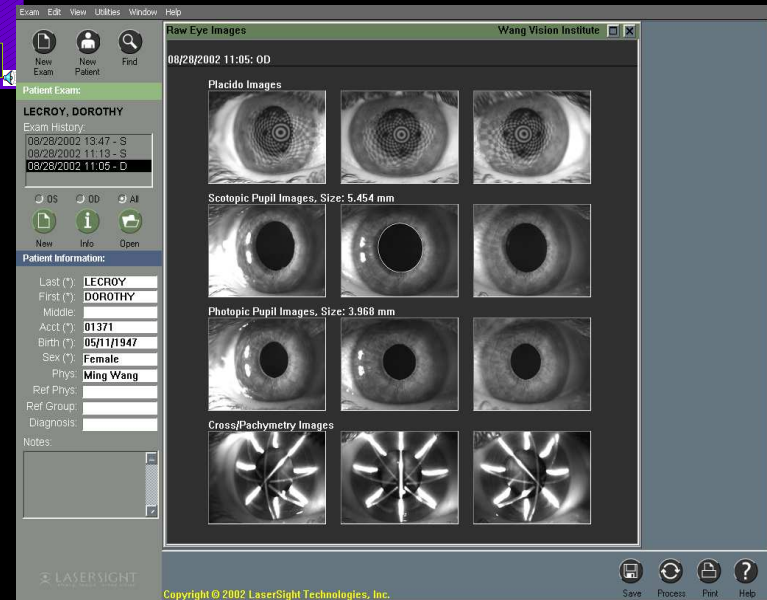 Exam Edit View Utilities Window Help
New Exam
New Patient
Find
Patient Exam:
LECROY, DOROTHY
Exam History:
08/28/2002 13:47 - S
08/28/2002 11:13 - S
08/28/2002 11:05 - D
OS OD All
New Info Open
Patient Information:
Last (*): LECROY
First (*): DOROTHY
Middle:
Acct (*): 01371
Birth (*): 05/11/1947
Sex (*): Female
Phys: Ming Wang
Ref Phys:
Ref Group:
Diagnosis:
Notes:
LASERSIGHT
Raw Eye Images Wang Vision Institute
08/28/2002 11:05: OD
Placido Images
Scotopic Pupil Images, Size: 5.454 mm
Photopic Pupil Images, Size: 3.968 mm
Cross/Pachymetry Images
Copyright © 2002 LaserSight Technologies, Inc.
Save Process Print Help